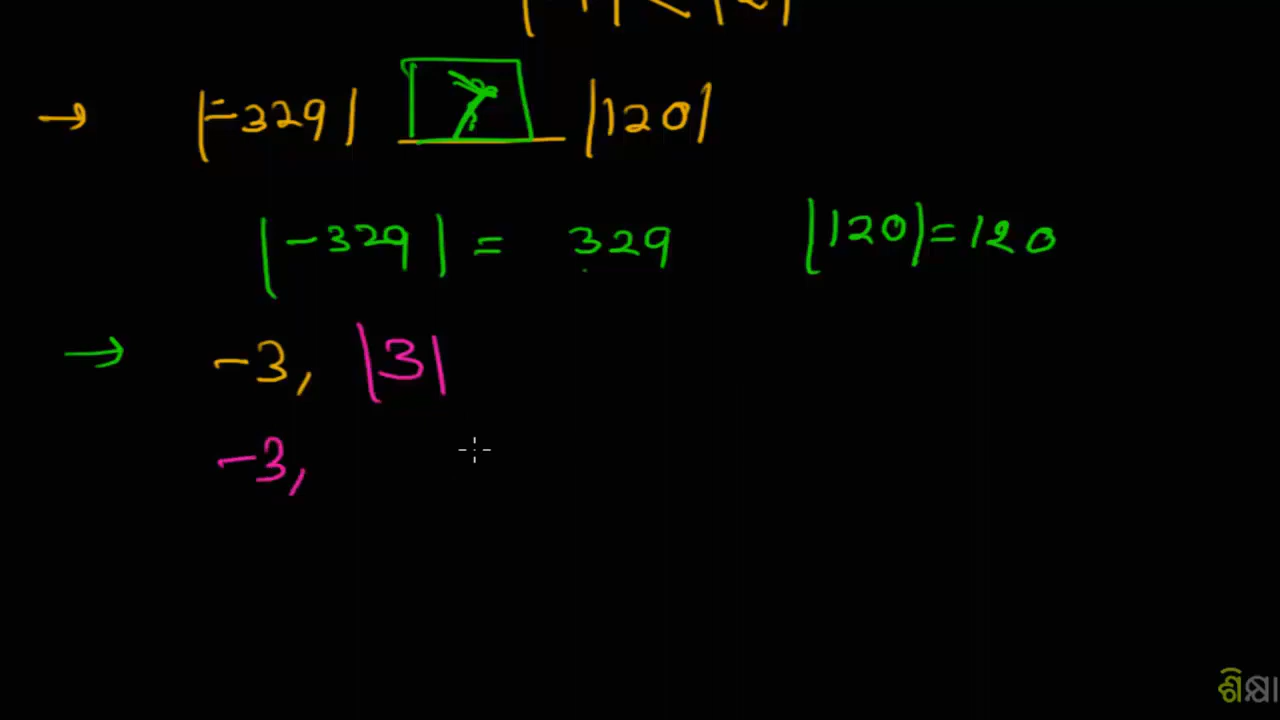 → |-329| > |120|
|-329| = 329 |120| = 120
→ -3, |3|
-3,
ଶିକ୍ଷା